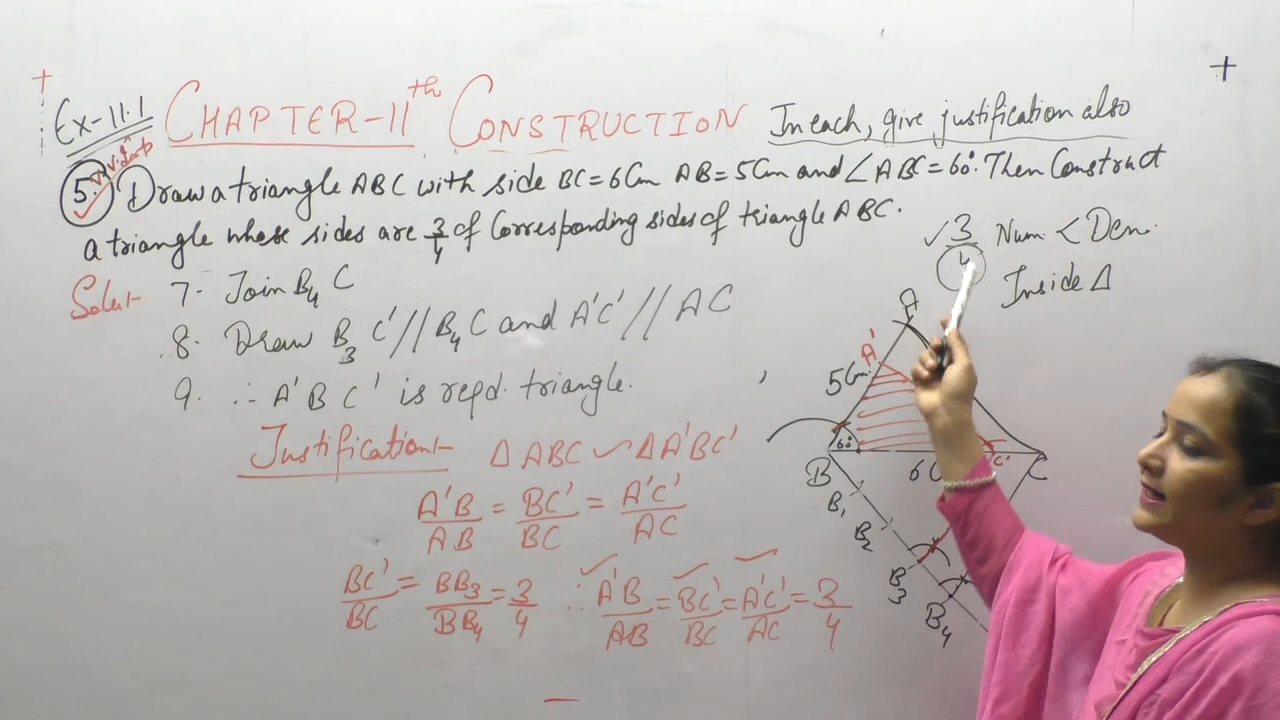 Ex-11.1 CHAPTER-11th CONSTRUCTION In each, give justification also
5. Draw a triangle ABC with side BC=6Cm AB=5Cm and ∠ABC=60°. Then Construct
a triangle whose sides are 3/4 of Corresponding sides of triangle ABC.
✓ 3/4 Num < Den.
Inside Δ
Solu:- 7- Join B4 C
8. Draw B3 C' // B4 C and A'C' // AC
9. ∴ A'BC' is reqd. triangle.
Justification:- Δ ABC ~ Δ A'BC'
A'B/AB = BC'/BC = A'C'/AC
BC'/BC = BB3/BB4 = 3/4 ∴ A'B/AB = BC'/BC = A'C'/AC = 3/4
A
A'
5Cm
60°
B
6C
C'
C
B1
B2
B3
B4